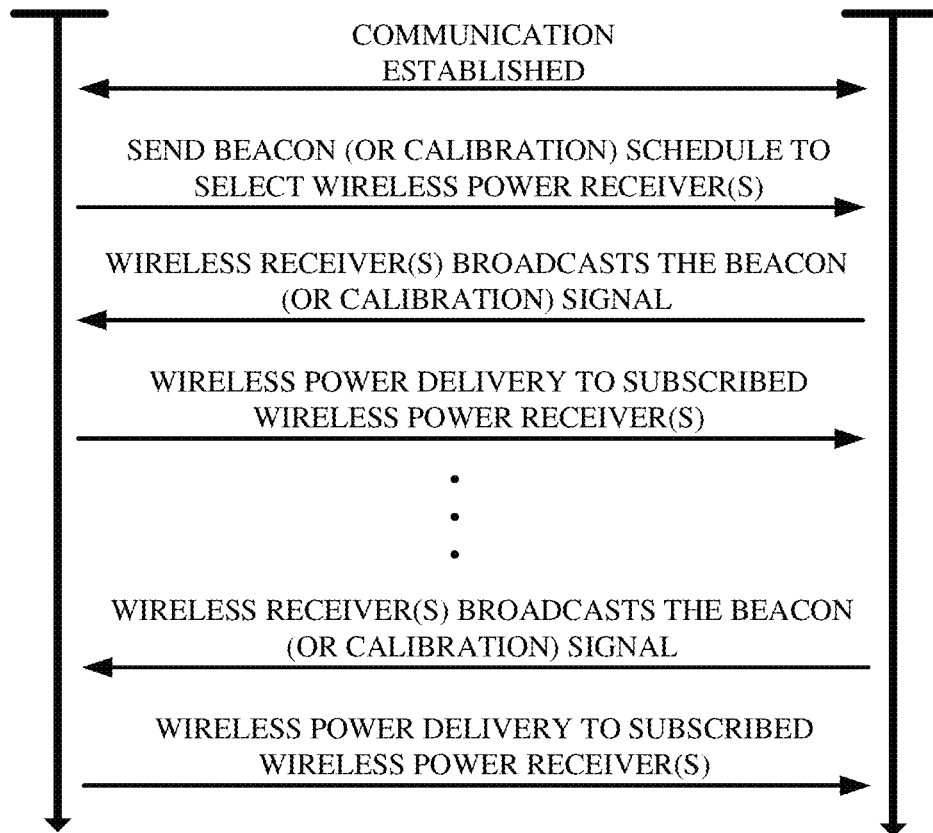 COMMUNICATION
ESTABLISHED
SEND BEACON (OR CALIBRATION) SCHEDULE TO
SELECT WIRELESS POWER RECEIVER(S)
WIRELESS RECEIVER(S) BROADCASTS THE BEACON
(OR CALIBRATION) SIGNAL
WIRELESS POWER DELIVERY TO SUBSCRIBED
WIRELESS POWER RECEIVER(S)
WIRELESS RECEIVER(S) BROADCASTS THE BEACON
(OR CALIBRATION) SIGNAL
WIRELESS POWER DELIVERY TO SUBSCRIBED
WIRELESS POWER RECEIVER(S)